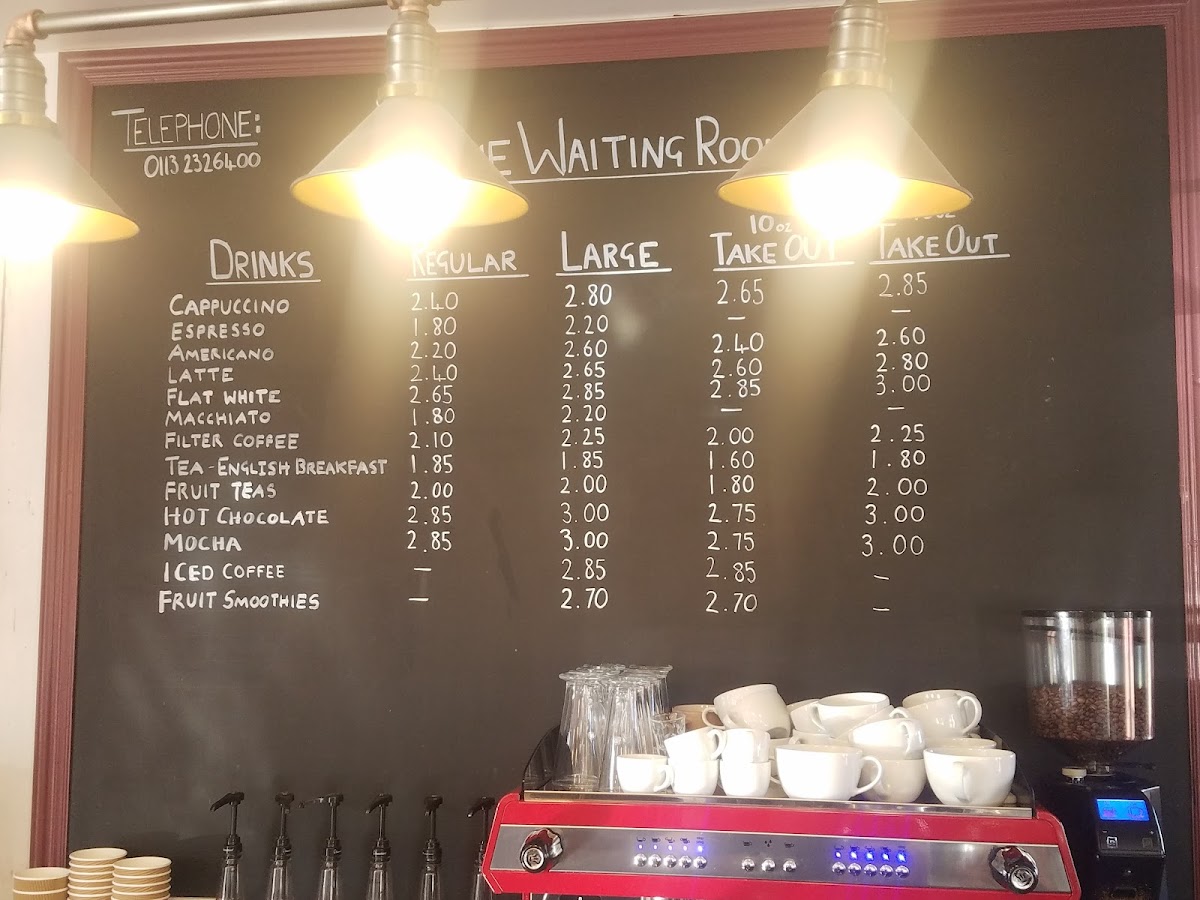 TELEPHONE:
0113 2326400
WAITING
DRINKS REGULAR LARGE 10oz TAKE OUT TAKE OUT
CAPPUCCINO 2.40 2.80 2.65 2.85
ESPRESSO 1.80 2.20 — —
AMERICANO 2.20 2.60 2.40 2.60
LATTE 2.40 2.65 2.60 2.80
FLAT WHITE 2.65 2.85 2.85 3.00
MACCHIATO 1.80 2.20 — —
FILTER COFFEE 2.10 2.25 2.00 2.25
TEA - ENGLISH BREAKFAST 1.85 1.85 1.60 1.80
FRUIT TEAS 2.00 2.00 1.80 2.00
HOT CHOCOLATE 2.85 3.00 2.75 3.00
MOCHA 2.85 3.00 2.75 3.00
ICED COFFEE — 2.85 2.85 —
FRUIT SMOOTHIES — 2.70 2.70 —